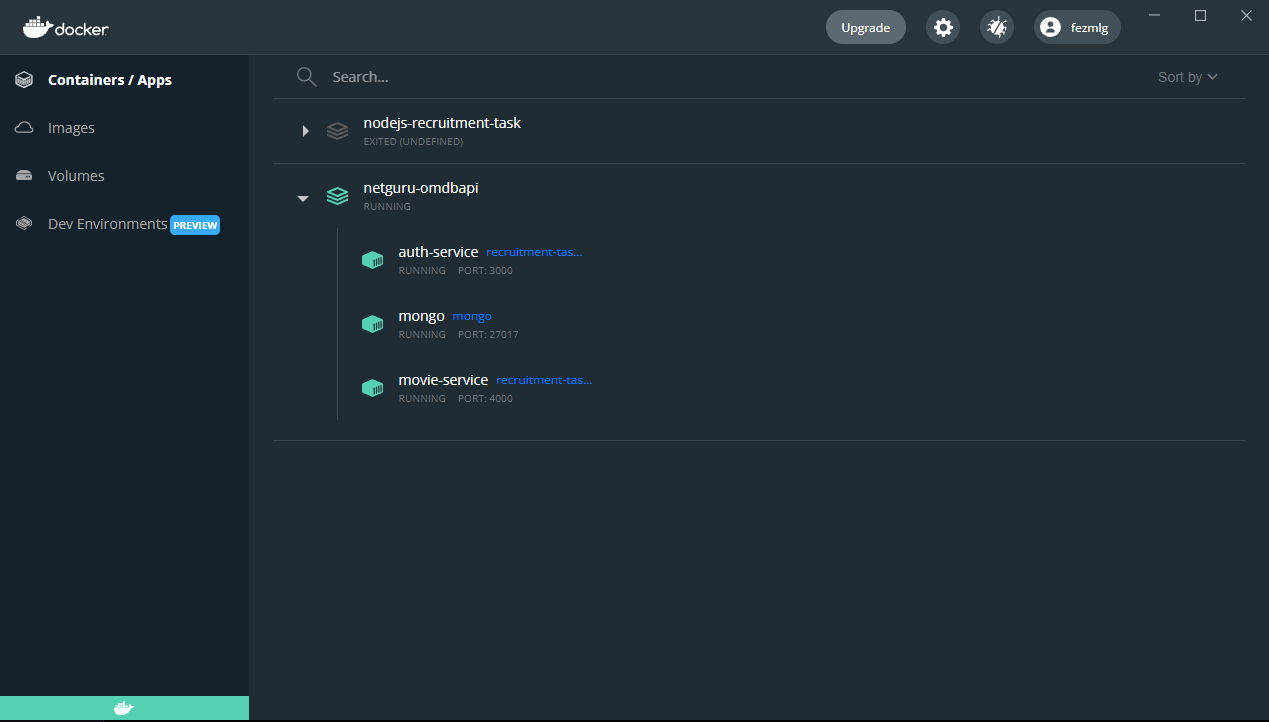 docker
Upgrade
fezmlg
Containers / Apps
Images
Volumes
Dev Environments PREVIEW
Search...
Sort by
nodejs-recruitment-task
EXITED (UNDEFINED)
netguru-omdbapi
RUNNING
auth-service recruitment-tas...
RUNNING PORT: 3000
mongo mongo
RUNNING PORT: 27017
movie-service recruitment-tas...
RUNNING PORT: 4000